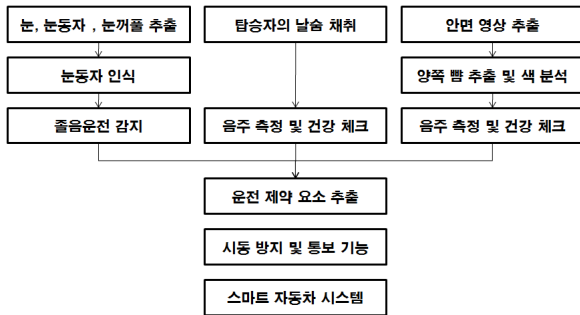 눈, 눈동자 , 눈꺼풀 추출
탑승자의 날숨 채취
안면 영상 추출
눈동자 인식
양쪽 뺨 추출 및 색 분석
졸음운전 감지
음주 측정 및 건강 체크
음주 측정 및 건강 체크
운전 제약 요소 추출
시동 방지 및 통보 기능
스마트 자동차 시스템